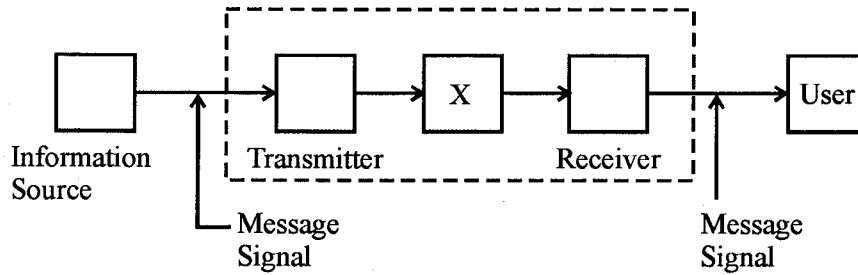 X
User
Information
Source
Transmitter
Receiver
Message
Signal
Message
Signal